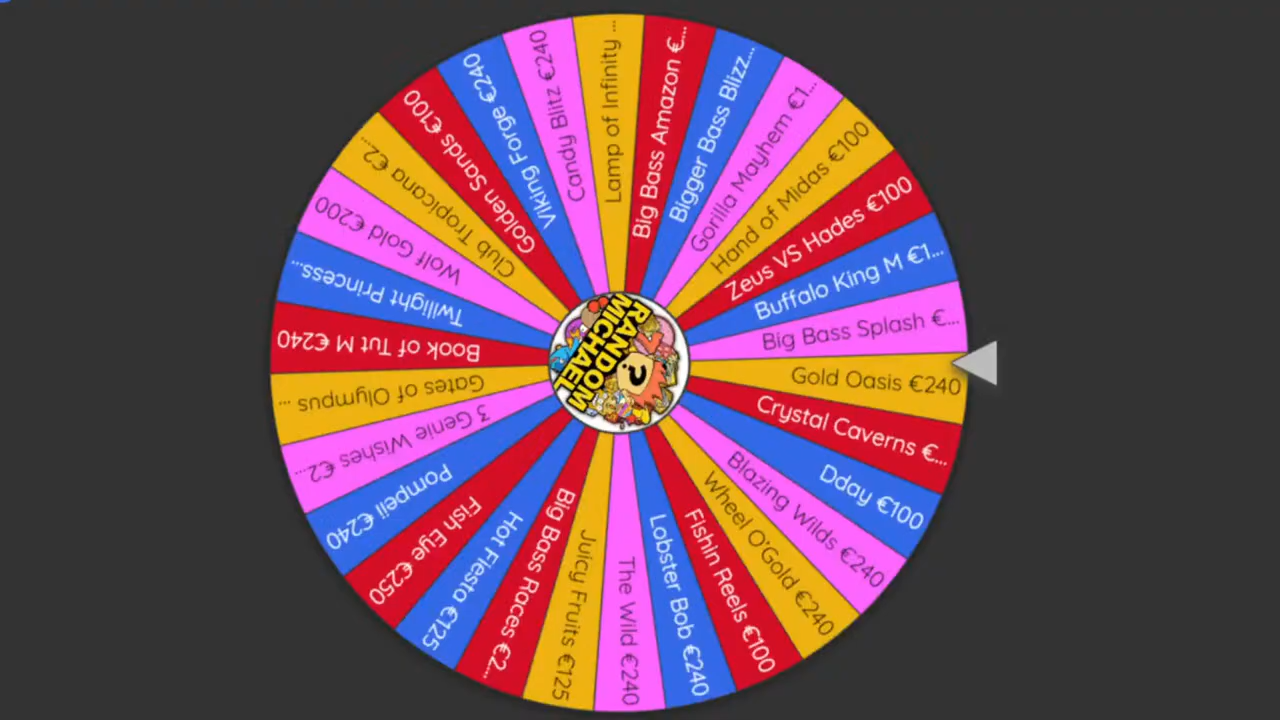 Lamp of Infinity ...
Big Bass Amazon €...
Bigger Bass Blizz...
Gorilla Mayhem €1...
Hand of Midas €100
Zeus VS Hades €100
Buffalo King M €1...
Big Bass Splash €...
Gold Oasis €240
Crystal Caverns €...
Dday €100
Blazing Wilds €240
Wheel O'Gold €240
Fishin Reels €100
Lobster Bob €240
The Wild €240
Juicy Fruits €125
Big Bass Races €2...
Hot Fiesta €125
Fish Eye €250
Pompeii €240
3 Genie Wishes €2...
Gates of Olympus ...
Book of Tut M €240
Twilight Princess...
Wolf Gold €200
Club Tropicana €2...
Golden Sands €100
Viking Forge €240
Candy Blitz €240
RANDOM
MICHAEL